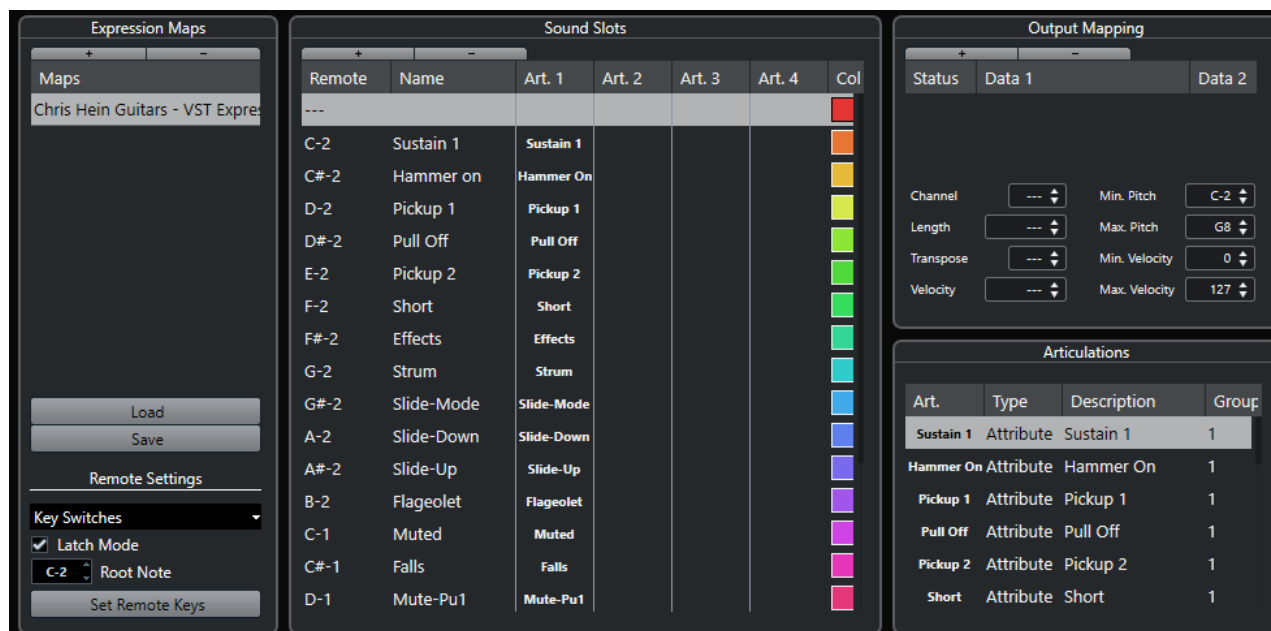 Expression Maps
+ -
Maps
Chris Hein Guitars - VST Expre
Load
Save
Remote Settings
Key Switches
Latch Mode
C-2 Root Note
Set Remote Keys
Sound Slots
+ -
Remote Name Art. 1 Art. 2 Art. 3 Art. 4 Col
---
C-2 Sustain 1 Sustain 1
C#-2 Hammer on Hammer On
D-2 Pickup 1 Pickup 1
D#-2 Pull Off Pull Off
E-2 Pickup 2 Pickup 2
F-2 Short Short
F#-2 Effects Effects
G-2 Strum Strum
G#-2 Slide-Mode Slide-Mode
A-2 Slide-Down Slide-Down
A#-2 Slide-Up Slide-Up
B-2 Flageolet Flageolet
C-1 Muted Muted
C#-1 Falls Falls
D-1 Mute-Pu1 Mute-Pu1
Output Mapping
+ -
Status Data 1 Data 2
Channel --- Min. Pitch C-2
Length --- Max. Pitch G8
Transpose --- Min. Velocity 0
Velocity --- Max. Velocity 127
Articulations
Art. Type Description Group
Sustain 1 Attribute Sustain 1 1
Hammer On Attribute Hammer On 1
Pickup 1 Attribute Pickup 1 1
Pull Off Attribute Pull Off 1
Pickup 2 Attribute Pickup 2 1
Short Attribute Short 1